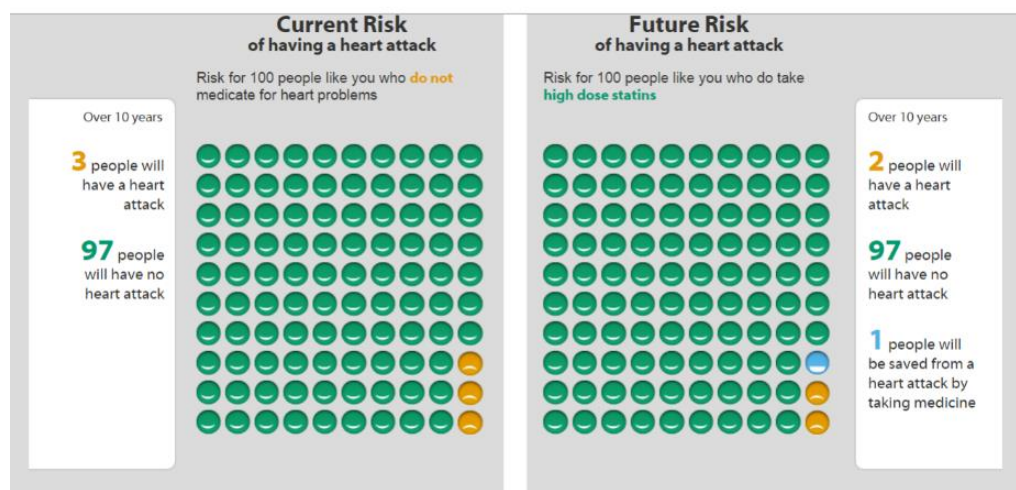 Current Risk
of having a heart attack
Risk for 100 people like you who do not
medicate for heart problems
Over 10 years
3 people will
have a heart
attack
97 people
will have no
heart attack
Future Risk
of having a heart attack
Risk for 100 people like you who do take
high dose statins
Over 10 years
2 people will
have a heart
attack
97 people
will have no
heart attack
1 people will
be saved from a
heart attack by
taking medicine